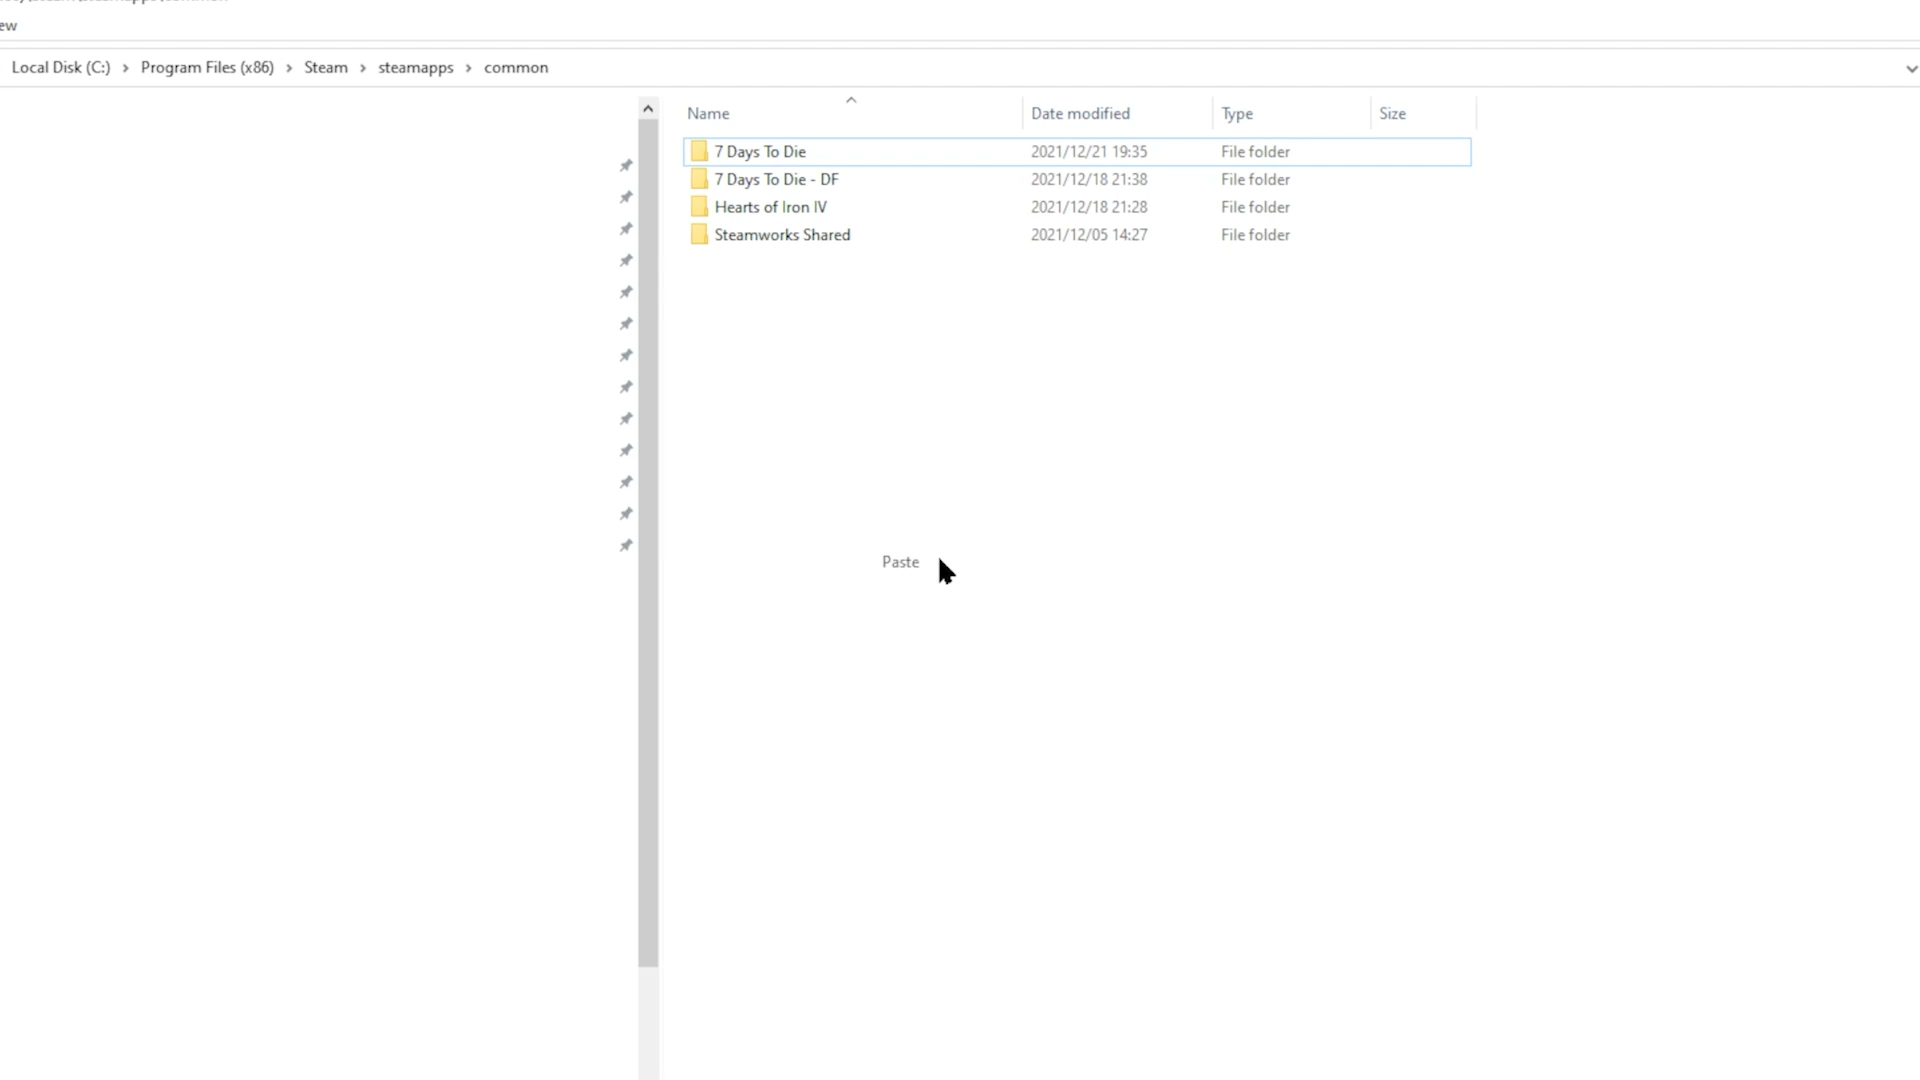 ew
Local Disk (C:) › Program Files (x86) › Steam › steamapps › common
Name Date modified Type Size
7 Days To Die 2021/12/21 19:35 File folder
7 Days To Die - DF 2021/12/18 21:38 File folder
Hearts of Iron IV 2021/12/18 21:28 File folder
Steamworks Shared 2021/12/05 14:27 File folder
Paste